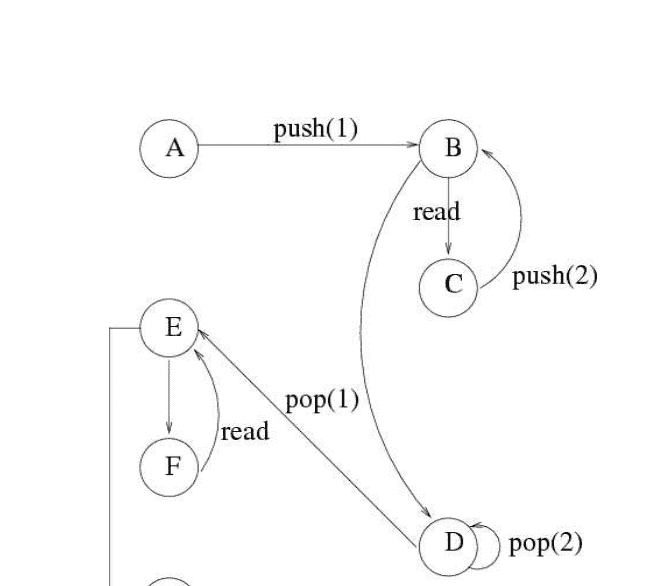 push(1)
A
B
read
C
push(2)
E
pop(1)
read
F
D
pop(2)